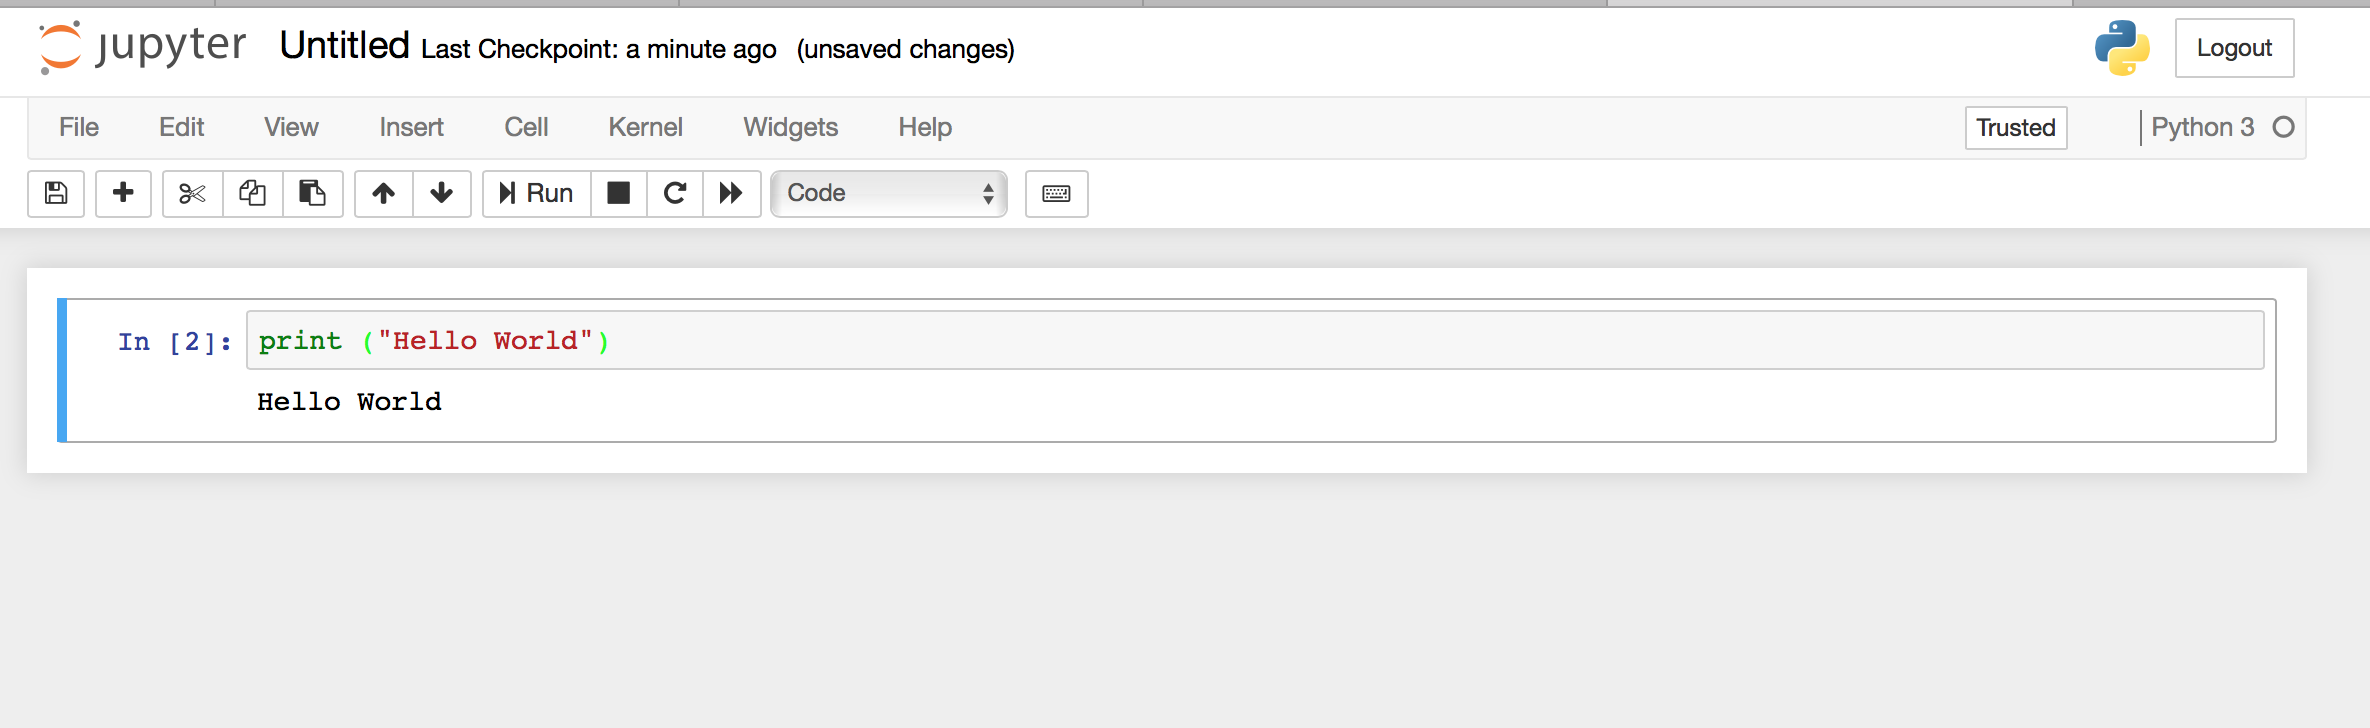 jupyter Untitled Last Checkpoint: a minute ago (unsaved changes) Logout
File Edit View Insert Cell Kernel Widgets Help Trusted Python 3
Run Code
In [2]: print ("Hello World")
Hello World